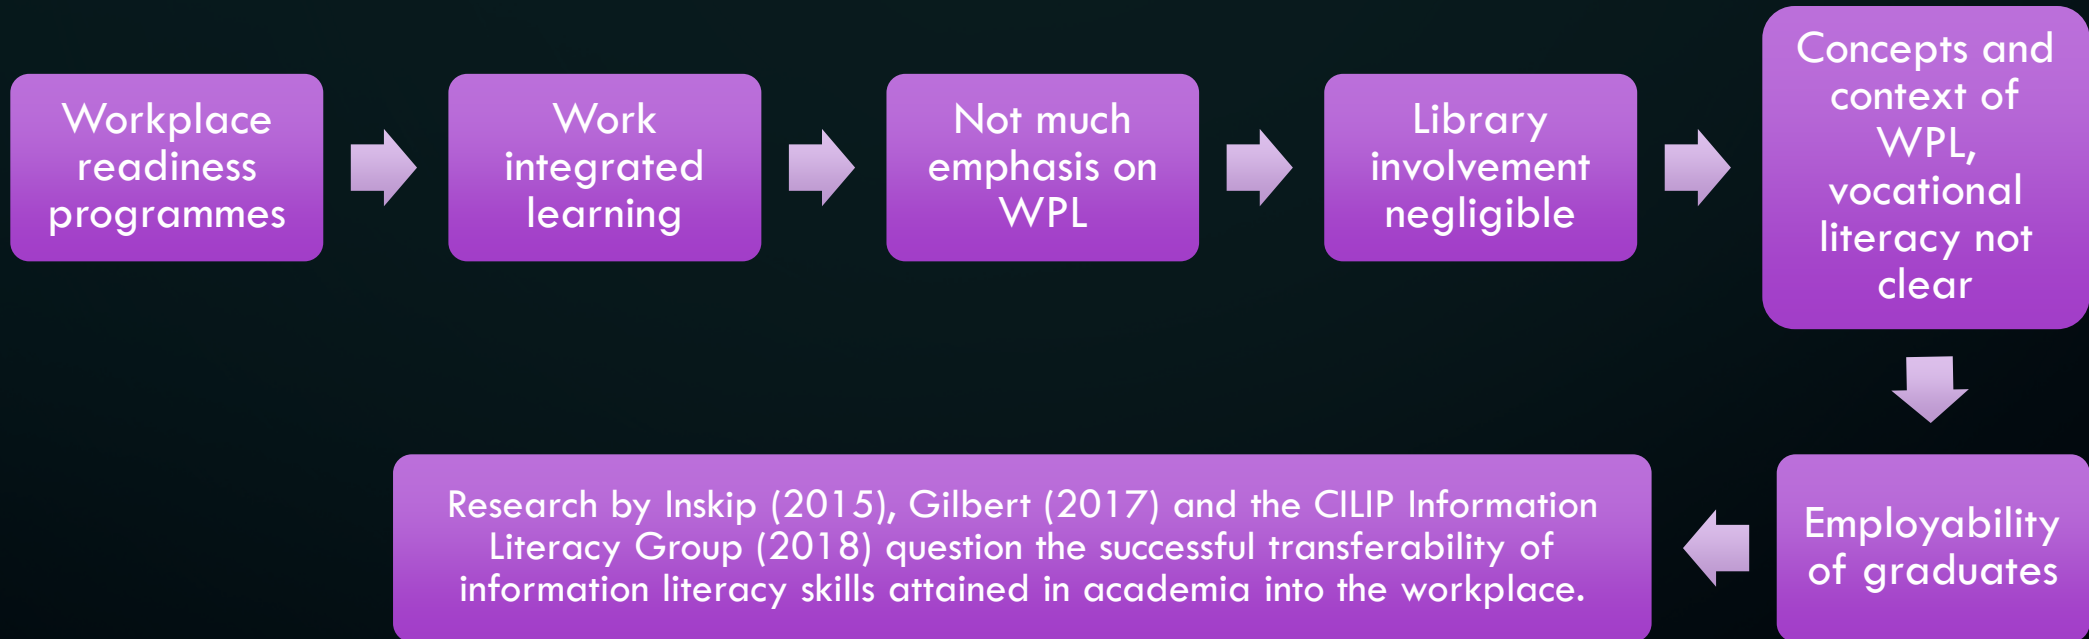 Workplace
readiness
programmes
Work
integrated
learning
Not much
emphasis on
WPL
Library
involvement
negligible
Concepts and
context of
WPL,
vocational
literacy not
clear
Employability
of graduates
Research by Inskip (2015), Gilbert (2017) and the CILIP Information
Literacy Group (2018) question the successful transferability of
information literacy skills attained in academia into the workplace.